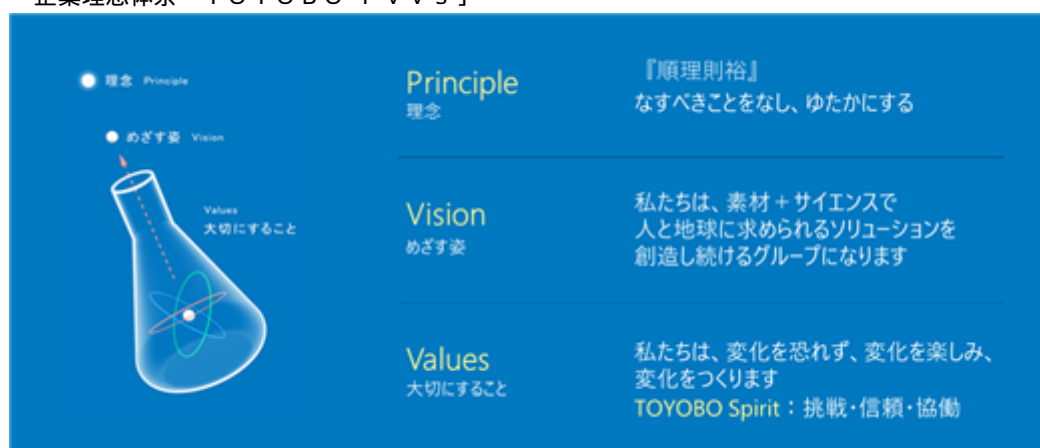 企業理念体系 TOYOBO PVVs］
理念 Principle
めざす姿 Vision
Values
大切にすること
Principle
理念
『順理則裕』
なすべきことをなし、ゆたかにする
Vision
めざす姿
私たちは、素材＋サイエンスで
人と地球に求められるソリューションを
創造し続けるグループになります
Values
大切にすること
私たちは、変化を恐れず、変化を楽しみ、
変化をつくります
TOYOBO Spirit：挑戦・信頼・協働